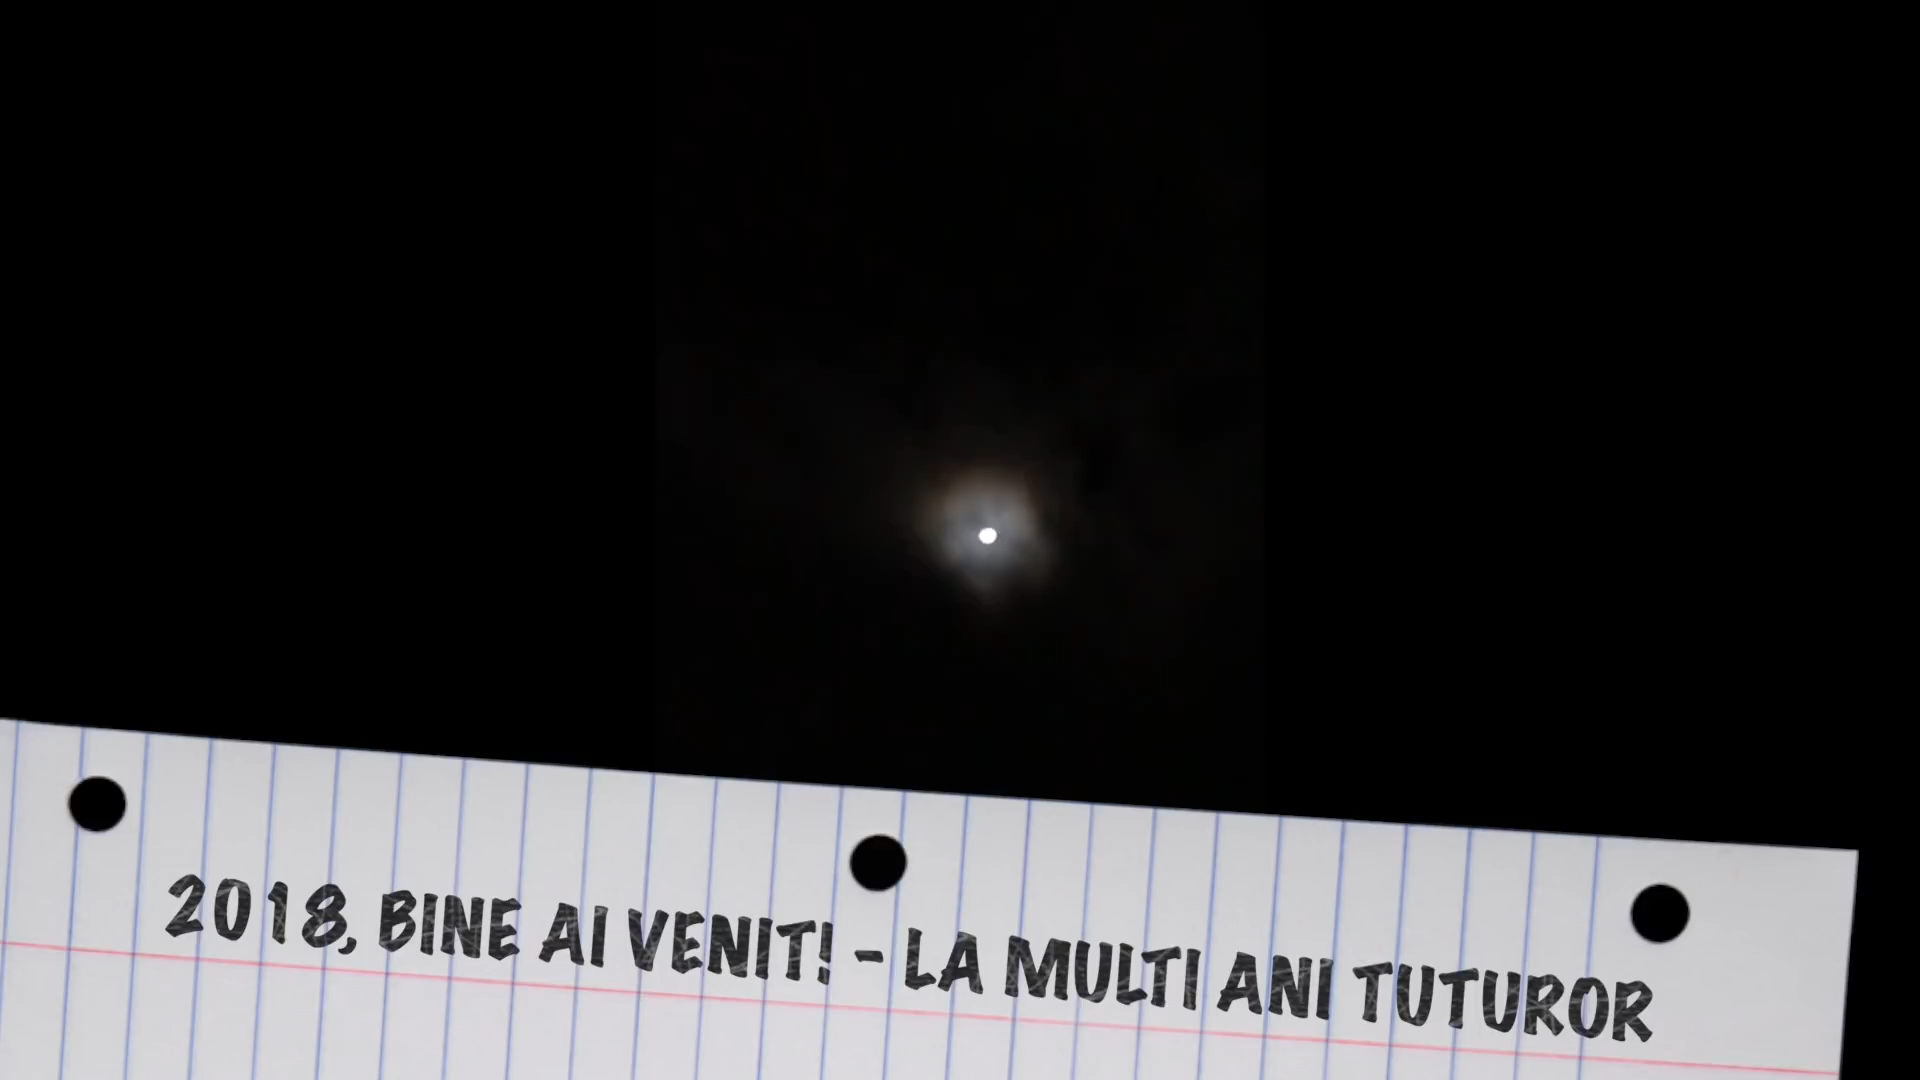 2018, BINE AI VENIT! - LA MULTI ANI TUTUROR